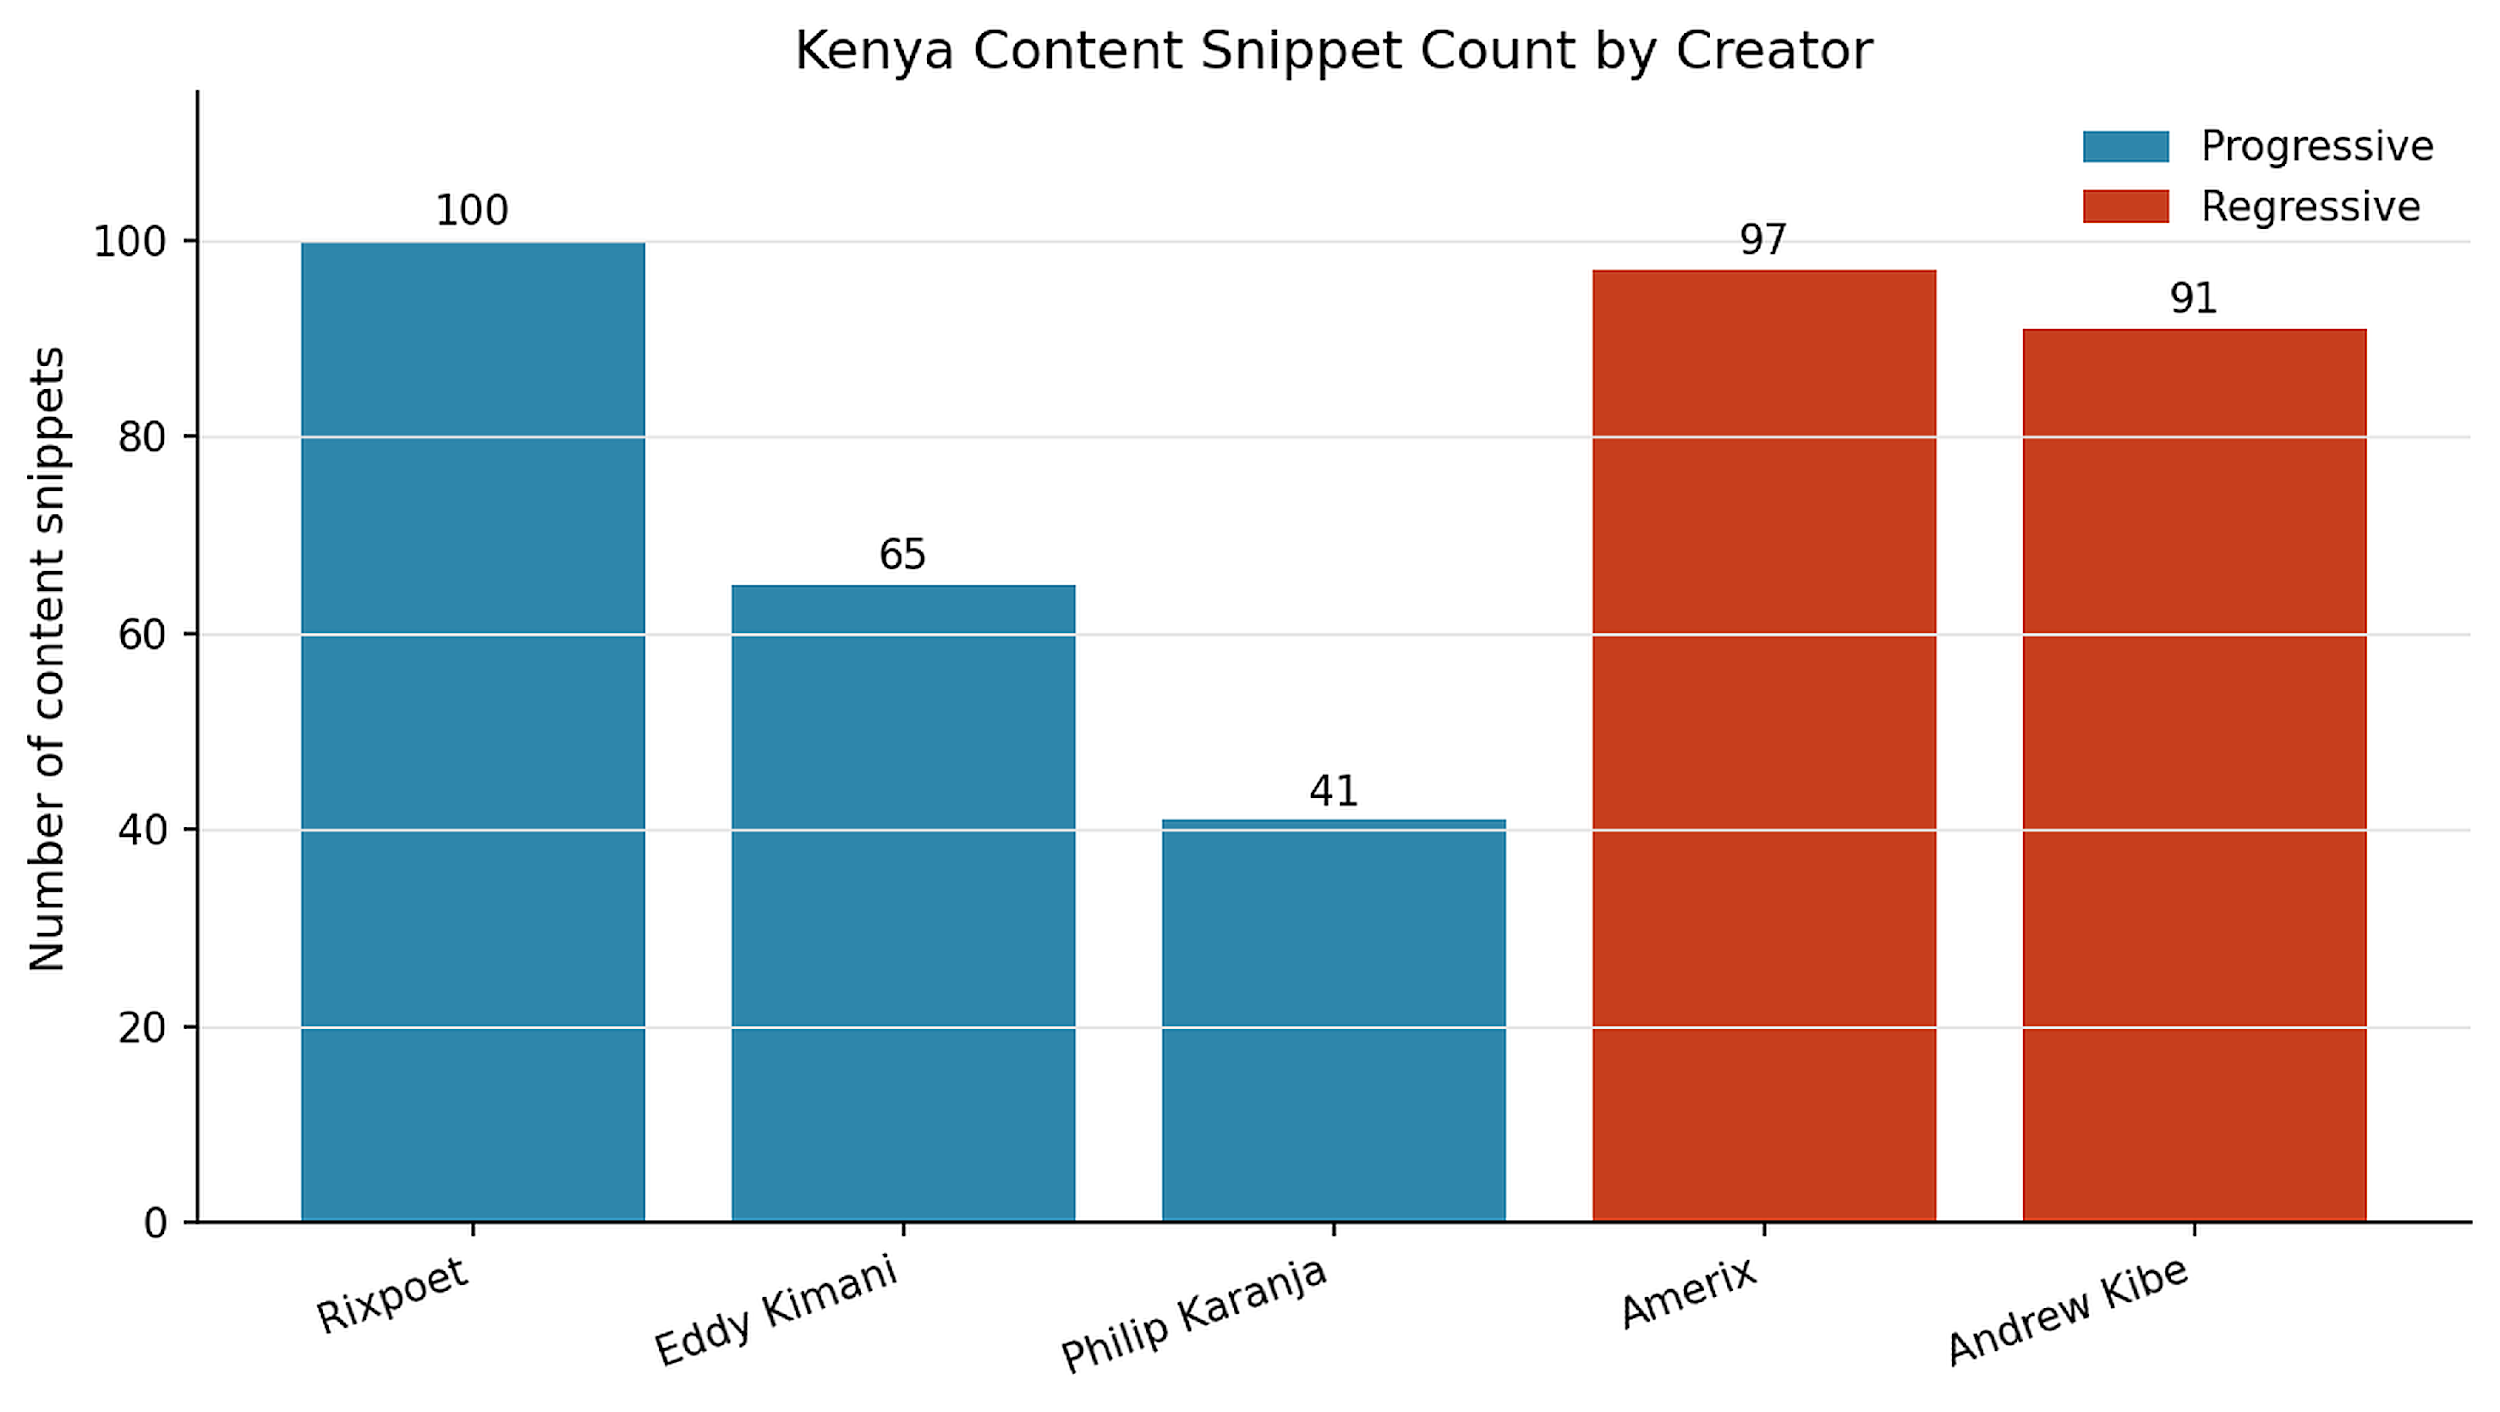 Kenya Content Snippet Count by Creator
Progressive
Regressive
Number of content snippets
100
80
60
40
20
0
100
65
41
97
91
Rixpoet
Eddy Kimani
Philip Karanja
Amerix
Andrew Kibe